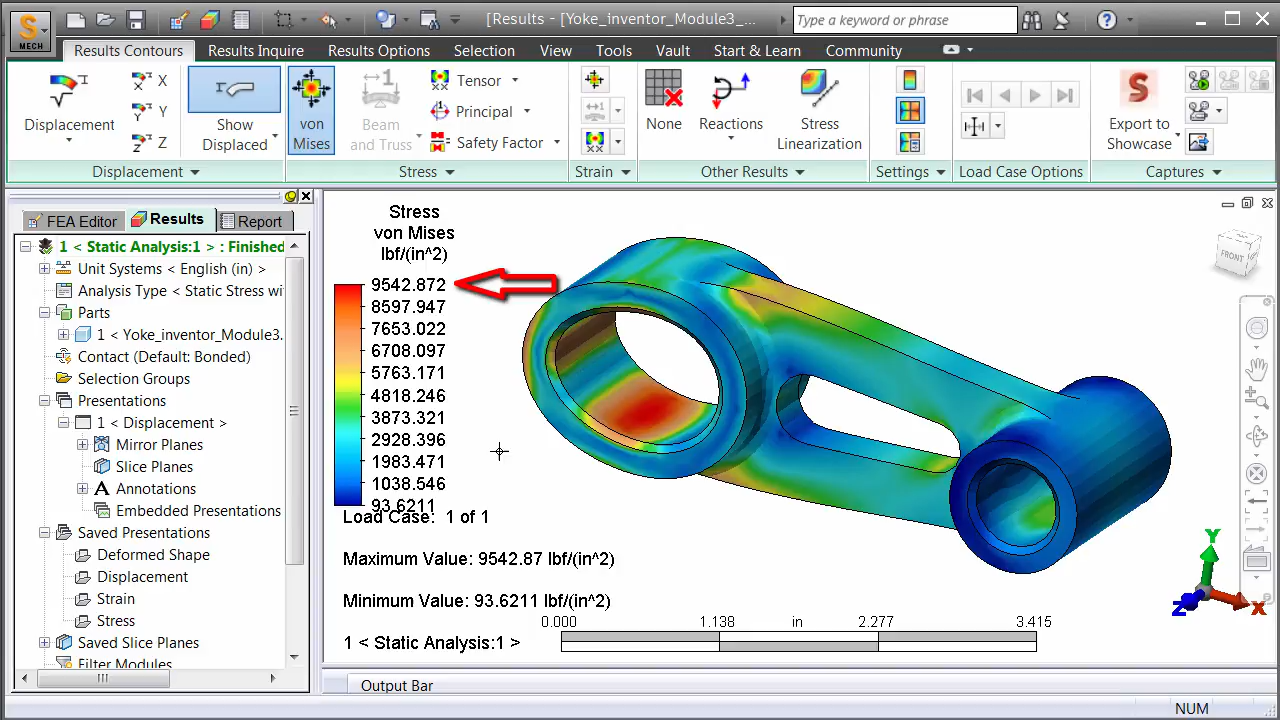 S
MECH
[Results - [Yoke_inventor_Module3_...
Type a keyword or phrase
Results Contours
Results Inquire
Results Options
Selection
View
Tools
Vault
Start & Learn
Community
Displacement
X
Y
Z
Show
Displaced
von
Mises
Beam
and Truss
Tensor
Principal
Safety Factor
None
Reactions
Stress
Linearization
Export to
Showcase
Displacement
Stress
Strain
Other Results
Settings
Load Case Options
Captures
FEA Editor
Results
Report
1 < Static Analysis:1 > : Finished
Unit Systems < English (in) >
Analysis Type < Static Stress wi
Parts
1 < Yoke_inventor_Module3.
Contact (Default: Bonded)
Selection Groups
Presentations
1 < Displacement >
Mirror Planes
Slice Planes
Annotations
Embedded Presentations
Saved Presentations
Deformed Shape
Displacement
Strain
Stress
Saved Slice Planes
Filter Modules
Stress
von Mises
lbf/(in^2)
9542.872
8597.947
7653.022
6708.097
5763.171
4818.246
3873.321
2928.396
1983.471
1038.546
93.6211
Load Case: 1 of 1
Maximum Value: 9542.87 lbf/(in^2)
Minimum Value: 93.6211 lbf/(in^2)
1 < Static Analysis:1 >
0.000 1.138 in 2.277 3.415
FRONT
Y
X
Z
Output Bar
NUM